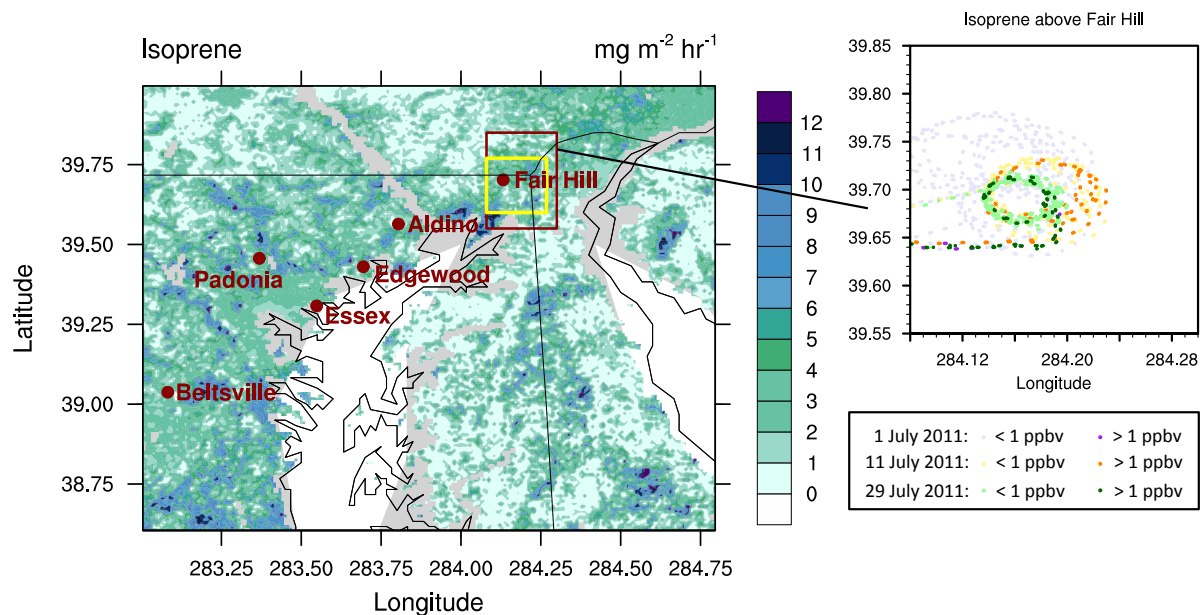 Isoprene
mg m⁻² hr⁻¹
Latitude
39.75
39.50
39.25
39.00
38.75
Fair Hill
Aldino
Edgewood
Padonia
Essex
Beltsville
283.25 283.50 283.75 284.00 284.25 284.50 284.75
Longitude
12
11
10
9
8
7
6
5
4
3
2
1
0
Isoprene above Fair Hill
39.85
39.80
39.75
39.70
39.65
39.60
39.55
284.12 284.20 284.28
Longitude
1 July 2011: < 1 ppbv > 1 ppbv
11 July 2011: < 1 ppbv > 1 ppbv
29 July 2011: < 1 ppbv > 1 ppbv